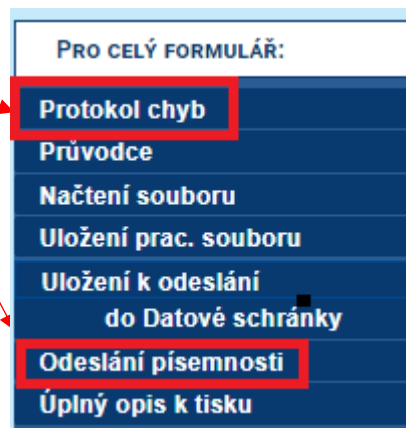 PRO CELÝ FORMULÁŘ:
Protokol chyb
Průvodce
Načtení souboru
Uložení prac. souboru
Uložení k odeslání
do Datové schránky
Odeslání písemnosti
Úplný opis k tisku